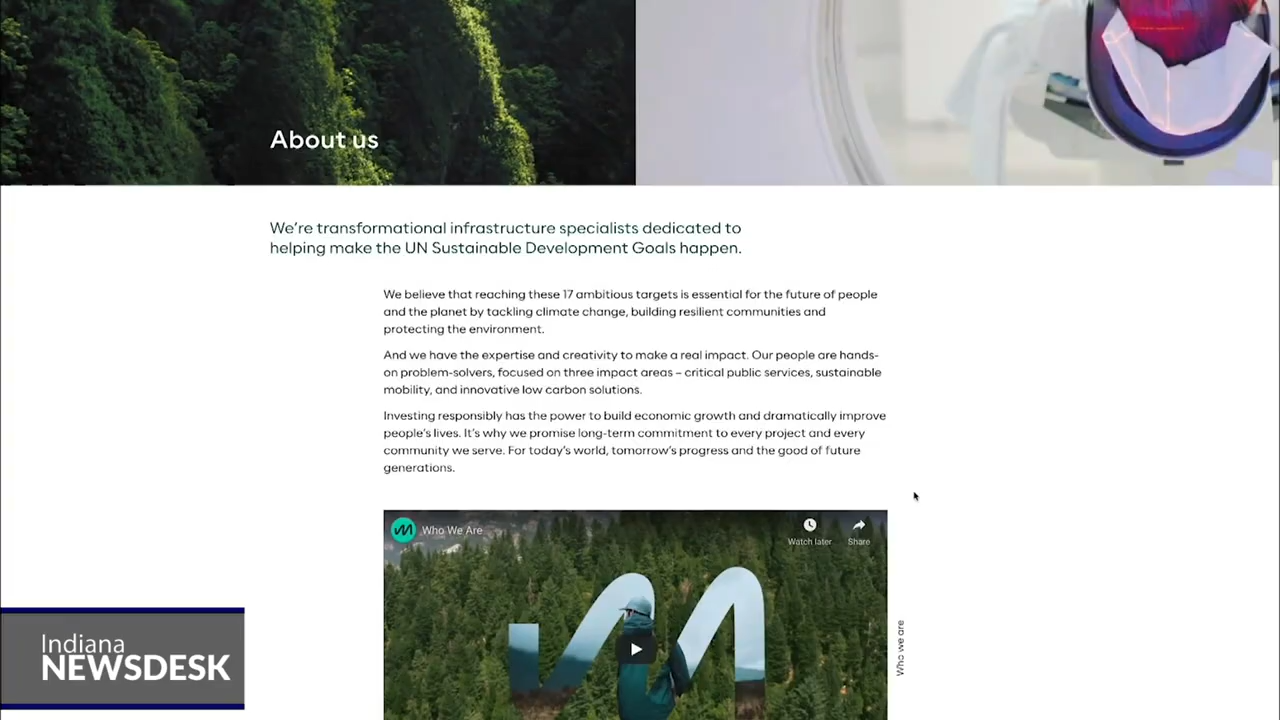 About us
We're transformational infrastructure specialists dedicated to
helping make the UN Sustainable Development Goals happen.
We believe that reaching these 17 ambitious targets is essential for the future of people
and the planet by tackling climate change, building resilient communities and
protecting the environment.
And we have the expertise and creativity to make a real impact. Our people are hands-
on problem-solvers, focused on three impact areas – critical public services, sustainable
mobility, and innovative low carbon solutions.
Investing responsibly has the power to build economic growth and dramatically improve
people's lives. It's why we promise long-term commitment to every project and every
community we serve. For today's world, tomorrow's progress and the good of future
generations.
Who We Are
Watch later
Share
Who we are
Indiana
NEWSDESK